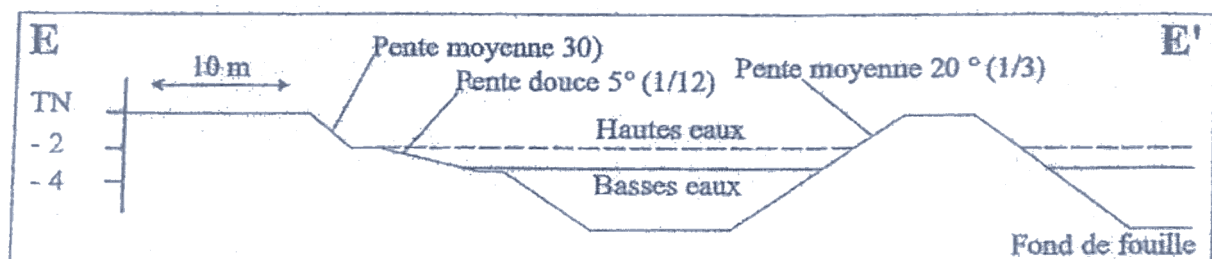 E
E'
Pente moyenne 30)
10 m
Pente douce 5° (1/12)
Pente moyenne 20 ° (1/3)
TN
Hautes eaux
- 2
- 4
Basses eaux
Fond de fouille